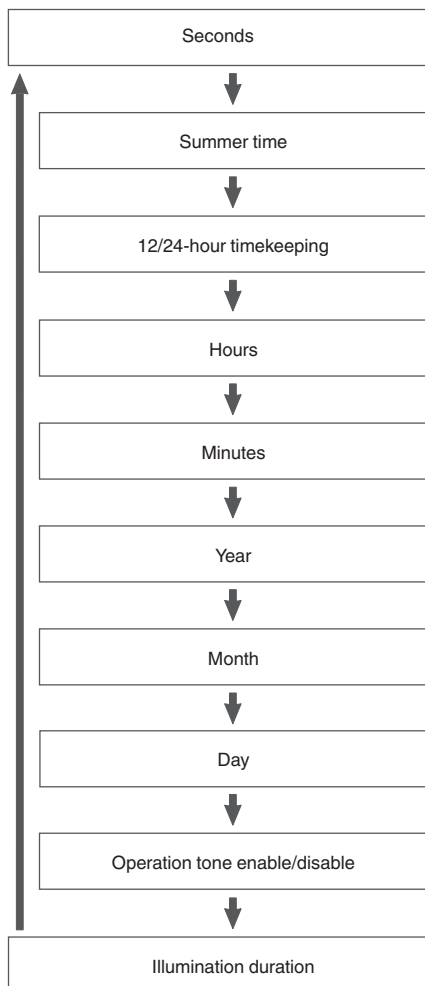 Seconds
Summer time
12/24-hour timekeeping
Hours
Minutes
Year
Month
Day
Operation tone enable/disable
Illumination duration